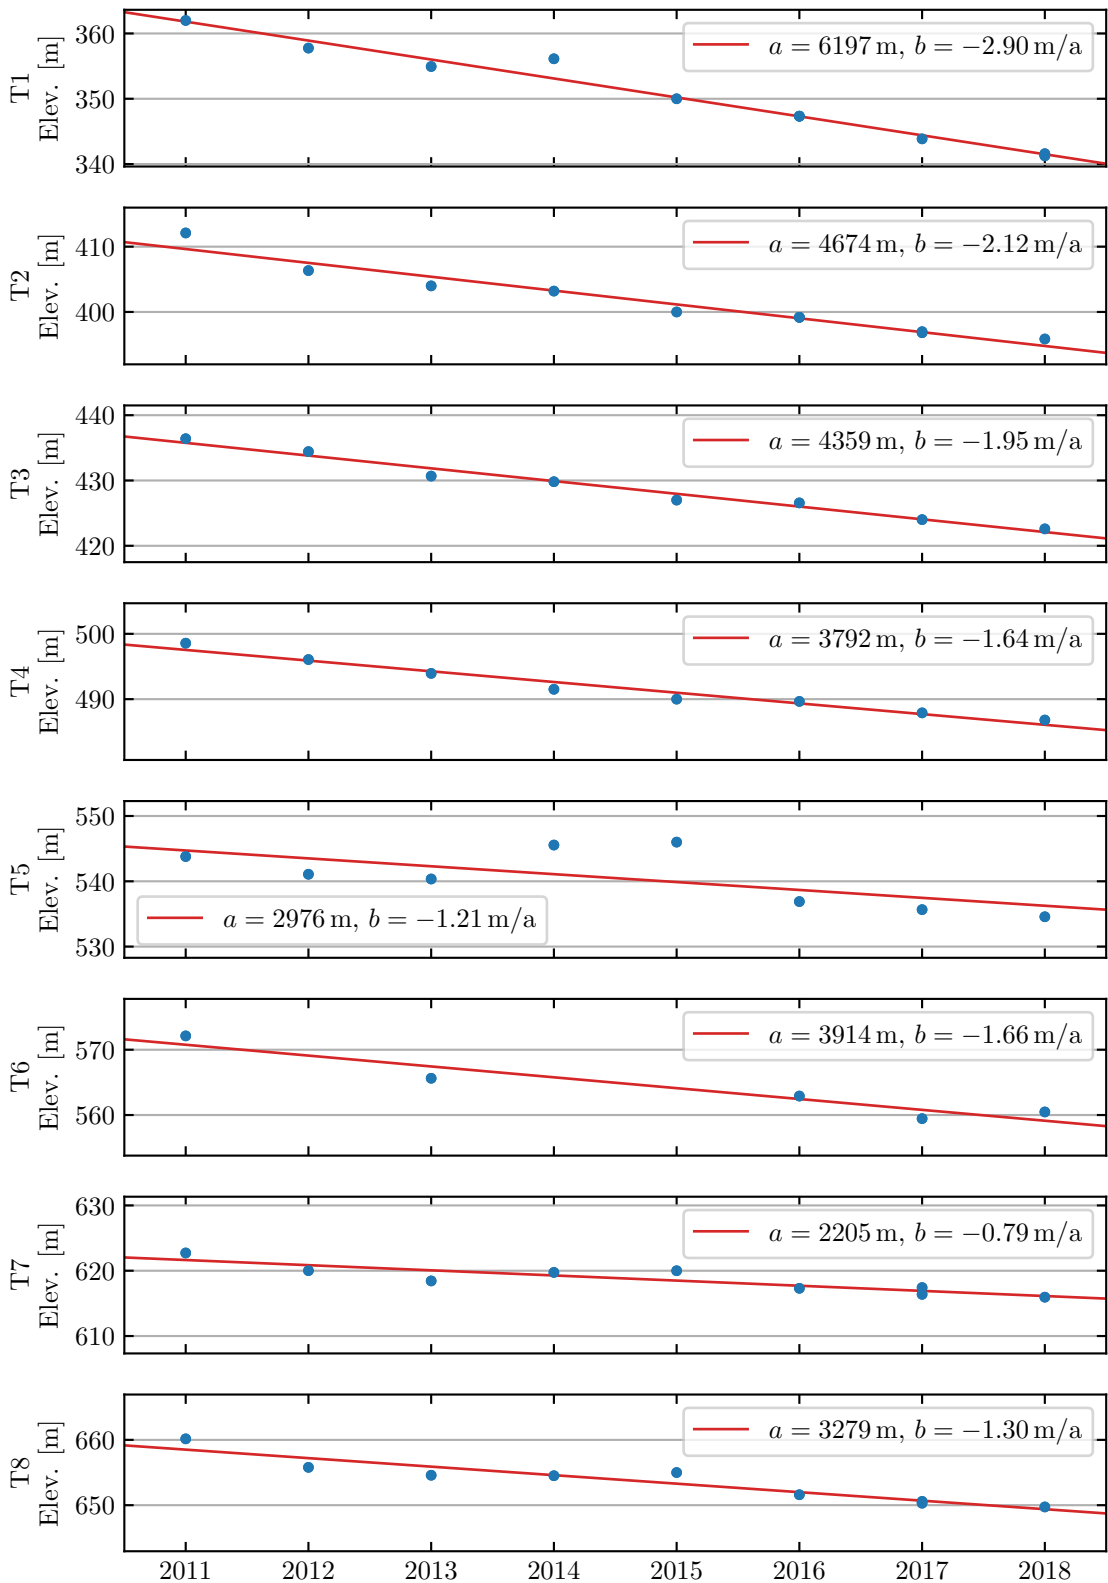 T1
Elev. [m]
360
350
340
a = 6197 m, b = −2.90 m/a
T2
Elev. [m]
410
400
a = 4674 m, b = −2.12 m/a
T3
Elev. [m]
440
430
420
a = 4359 m, b = −1.95 m/a
T4
Elev. [m]
500
490
a = 3792 m, b = −1.64 m/a
T5
Elev. [m]
550
540
530
a = 2976 m, b = −1.21 m/a
T6
Elev. [m]
570
560
a = 3914 m, b = −1.66 m/a
T7
Elev. [m]
630
620
610
a = 2205 m, b = −0.79 m/a
T8
Elev. [m]
660
650
a = 3279 m, b = −1.30 m/a
2011 2012 2013 2014 2015 2016 2017 2018